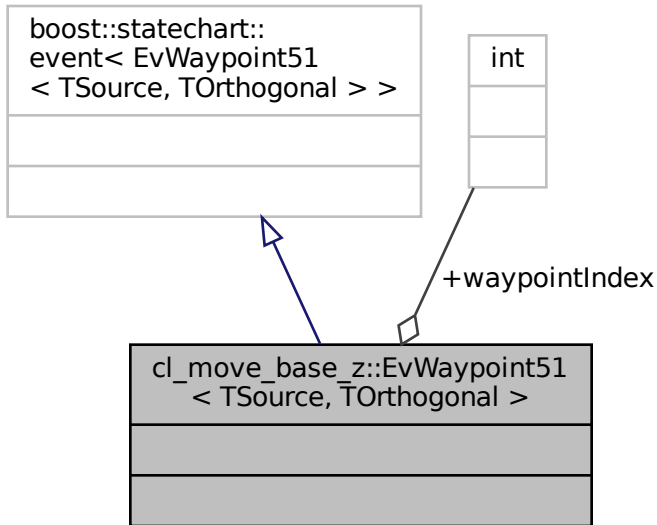 boost::statechart::
event< EvWaypoint51
< TSource, TOrthogonal > >
int
+waypointIndex
cl_move_base_z::EvWaypoint51
< TSource, TOrthogonal >